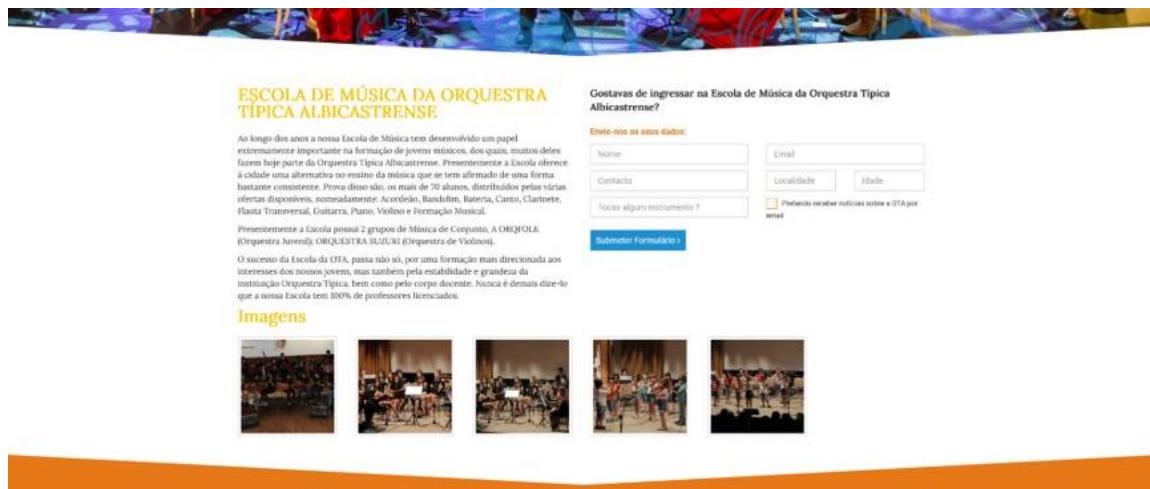 ESCOLA DE MÚSICA DA ORQUESTRA
TÍPICA ALBICASTRENSE
Ao longo dos anos a nossa Escola de Música tem desenvolvido um papel
extremamente importante na formação de jovens músicos, dos quais, muitos deles
fazem hoje parte da Orquestra Típica Albicastrense. Presentemente a Escola oferece
à cidade uma alternativa no ensino da música que se tem afirmado de uma forma
bastante consistente. Prova disso são, os mais de 70 alunos, distribuídos pelas várias
ofertas disponíveis, nomeadamente: Acordeão, Bandolim, Bateria, Canto, Clarinete,
Flauta Transversal, Guitarra, Piano, Violino e Formação Musical.
Presentemente a Escola possui 2 grupos de Música de Conjunto, A ORQFOLK
(Orquestra Juvenil); ORQUESTRA SUZUKI (Orquestra de Violinos).
O sucesso da Escola da OTA, passa não só, por uma formação mais direcionada aos
interesses dos nossos jovens, mas também pela estabilidade e grandeza da
instituição Orquestra Típica, bem como pelo corpo docente. Nunca é demais dize-lo
que a nossa Escola tem 100% de professores licenciados.
Gostavas de ingressar na Escola de Música da Orquestra Típica
Albicastrense?
Envie-nos os seus dados:
Nome
Email
Contacto
Localidade
Idade
Tocas algum instrumento ?
Pretendo receber notícias sobre a OTA por
email
Submeter Formulário >
Imagens